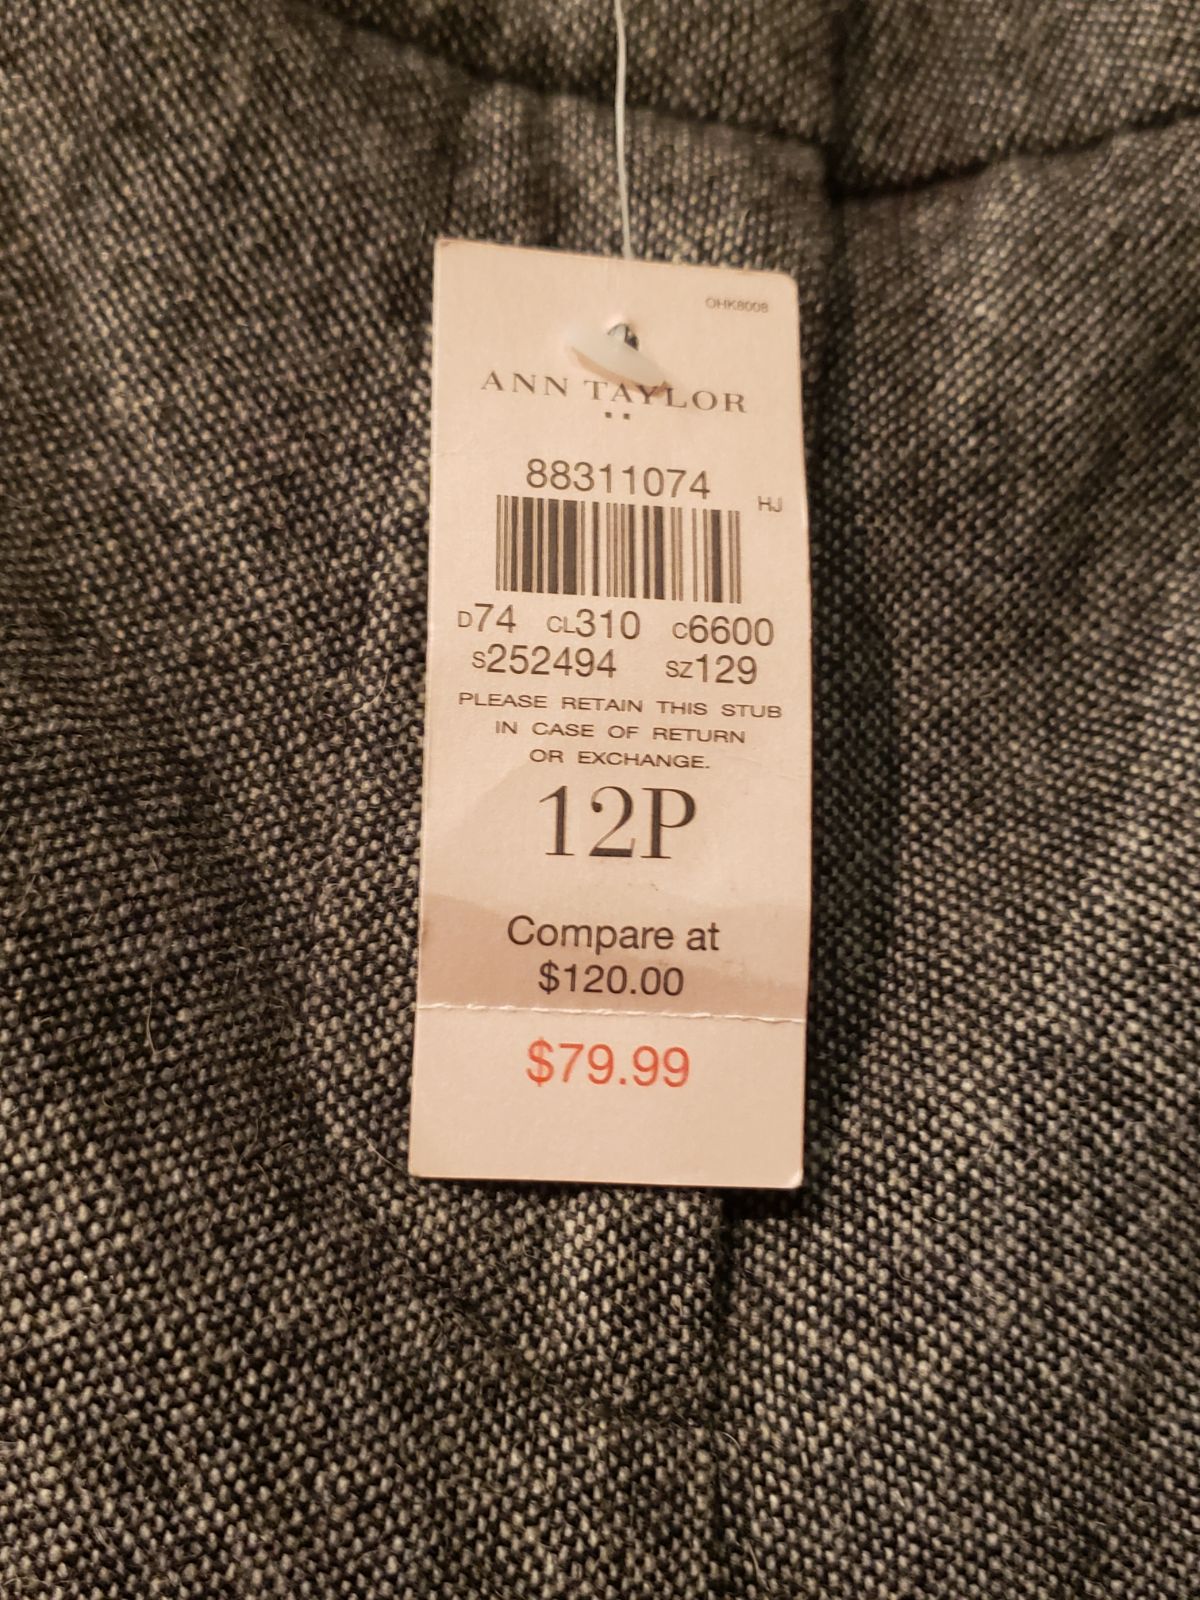 OHK8008
ANN TAYLOR
88311074
HJ
D74 CL310 C6600
S252494 SZ129
PLEASE RETAIN THIS STUB
IN CASE OF RETURN
OR EXCHANGE.
12P
Compare at
$120.00
$79.99